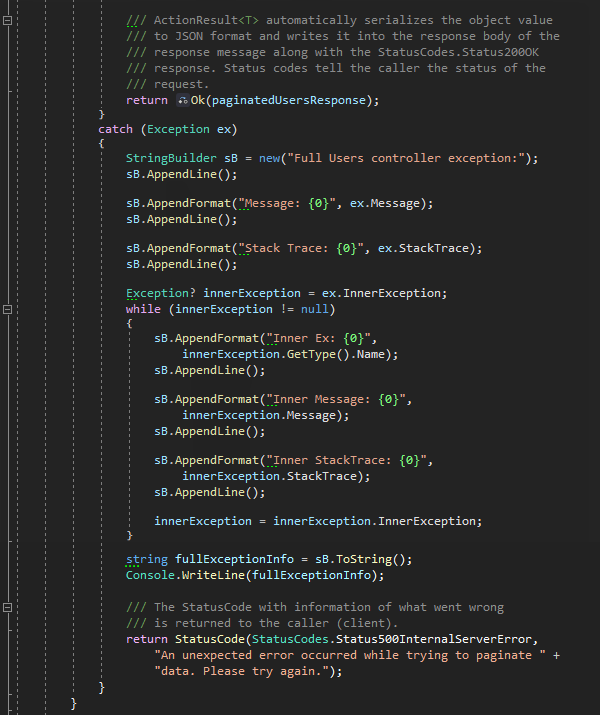 /// ActionResult<T> automatically serializes the object value
/// to JSON format and writes it into the response body of the
/// response message along with the StatusCodes.Status200OK
/// response. Status codes tell the caller the status of the
/// request.
return Ok(paginatedUsersResponse);
}
catch (Exception ex)
{
StringBuilder sB = new("Full Users controller exception:");
sB.AppendLine();
sB.AppendFormat("Message: {0}", ex.Message);
sB.AppendLine();
sB.AppendFormat("Stack Trace: {0}", ex.StackTrace);
sB.AppendLine();
Exception? innerException = ex.InnerException;
while (innerException != null)
{
sB.AppendFormat("Inner Ex: {0}",
innerException.GetType().Name);
sB.AppendLine();
sB.AppendFormat("Inner Message: {0}",
innerException.Message);
sB.AppendLine();
sB.AppendFormat("Inner StackTrace: {0}",
innerException.StackTrace);
sB.AppendLine();
innerException = innerException.InnerException;
}
string fullExceptionInfo = sB.ToString();
Console.WriteLine(fullExceptionInfo);
/// The StatusCode with information of what went wrong
/// is returned to the caller (client).
return StatusCode(StatusCodes.Status500InternalServerError,
"An unexpected error occurred while trying to paginate " +
"data. Please try again.");
}
}